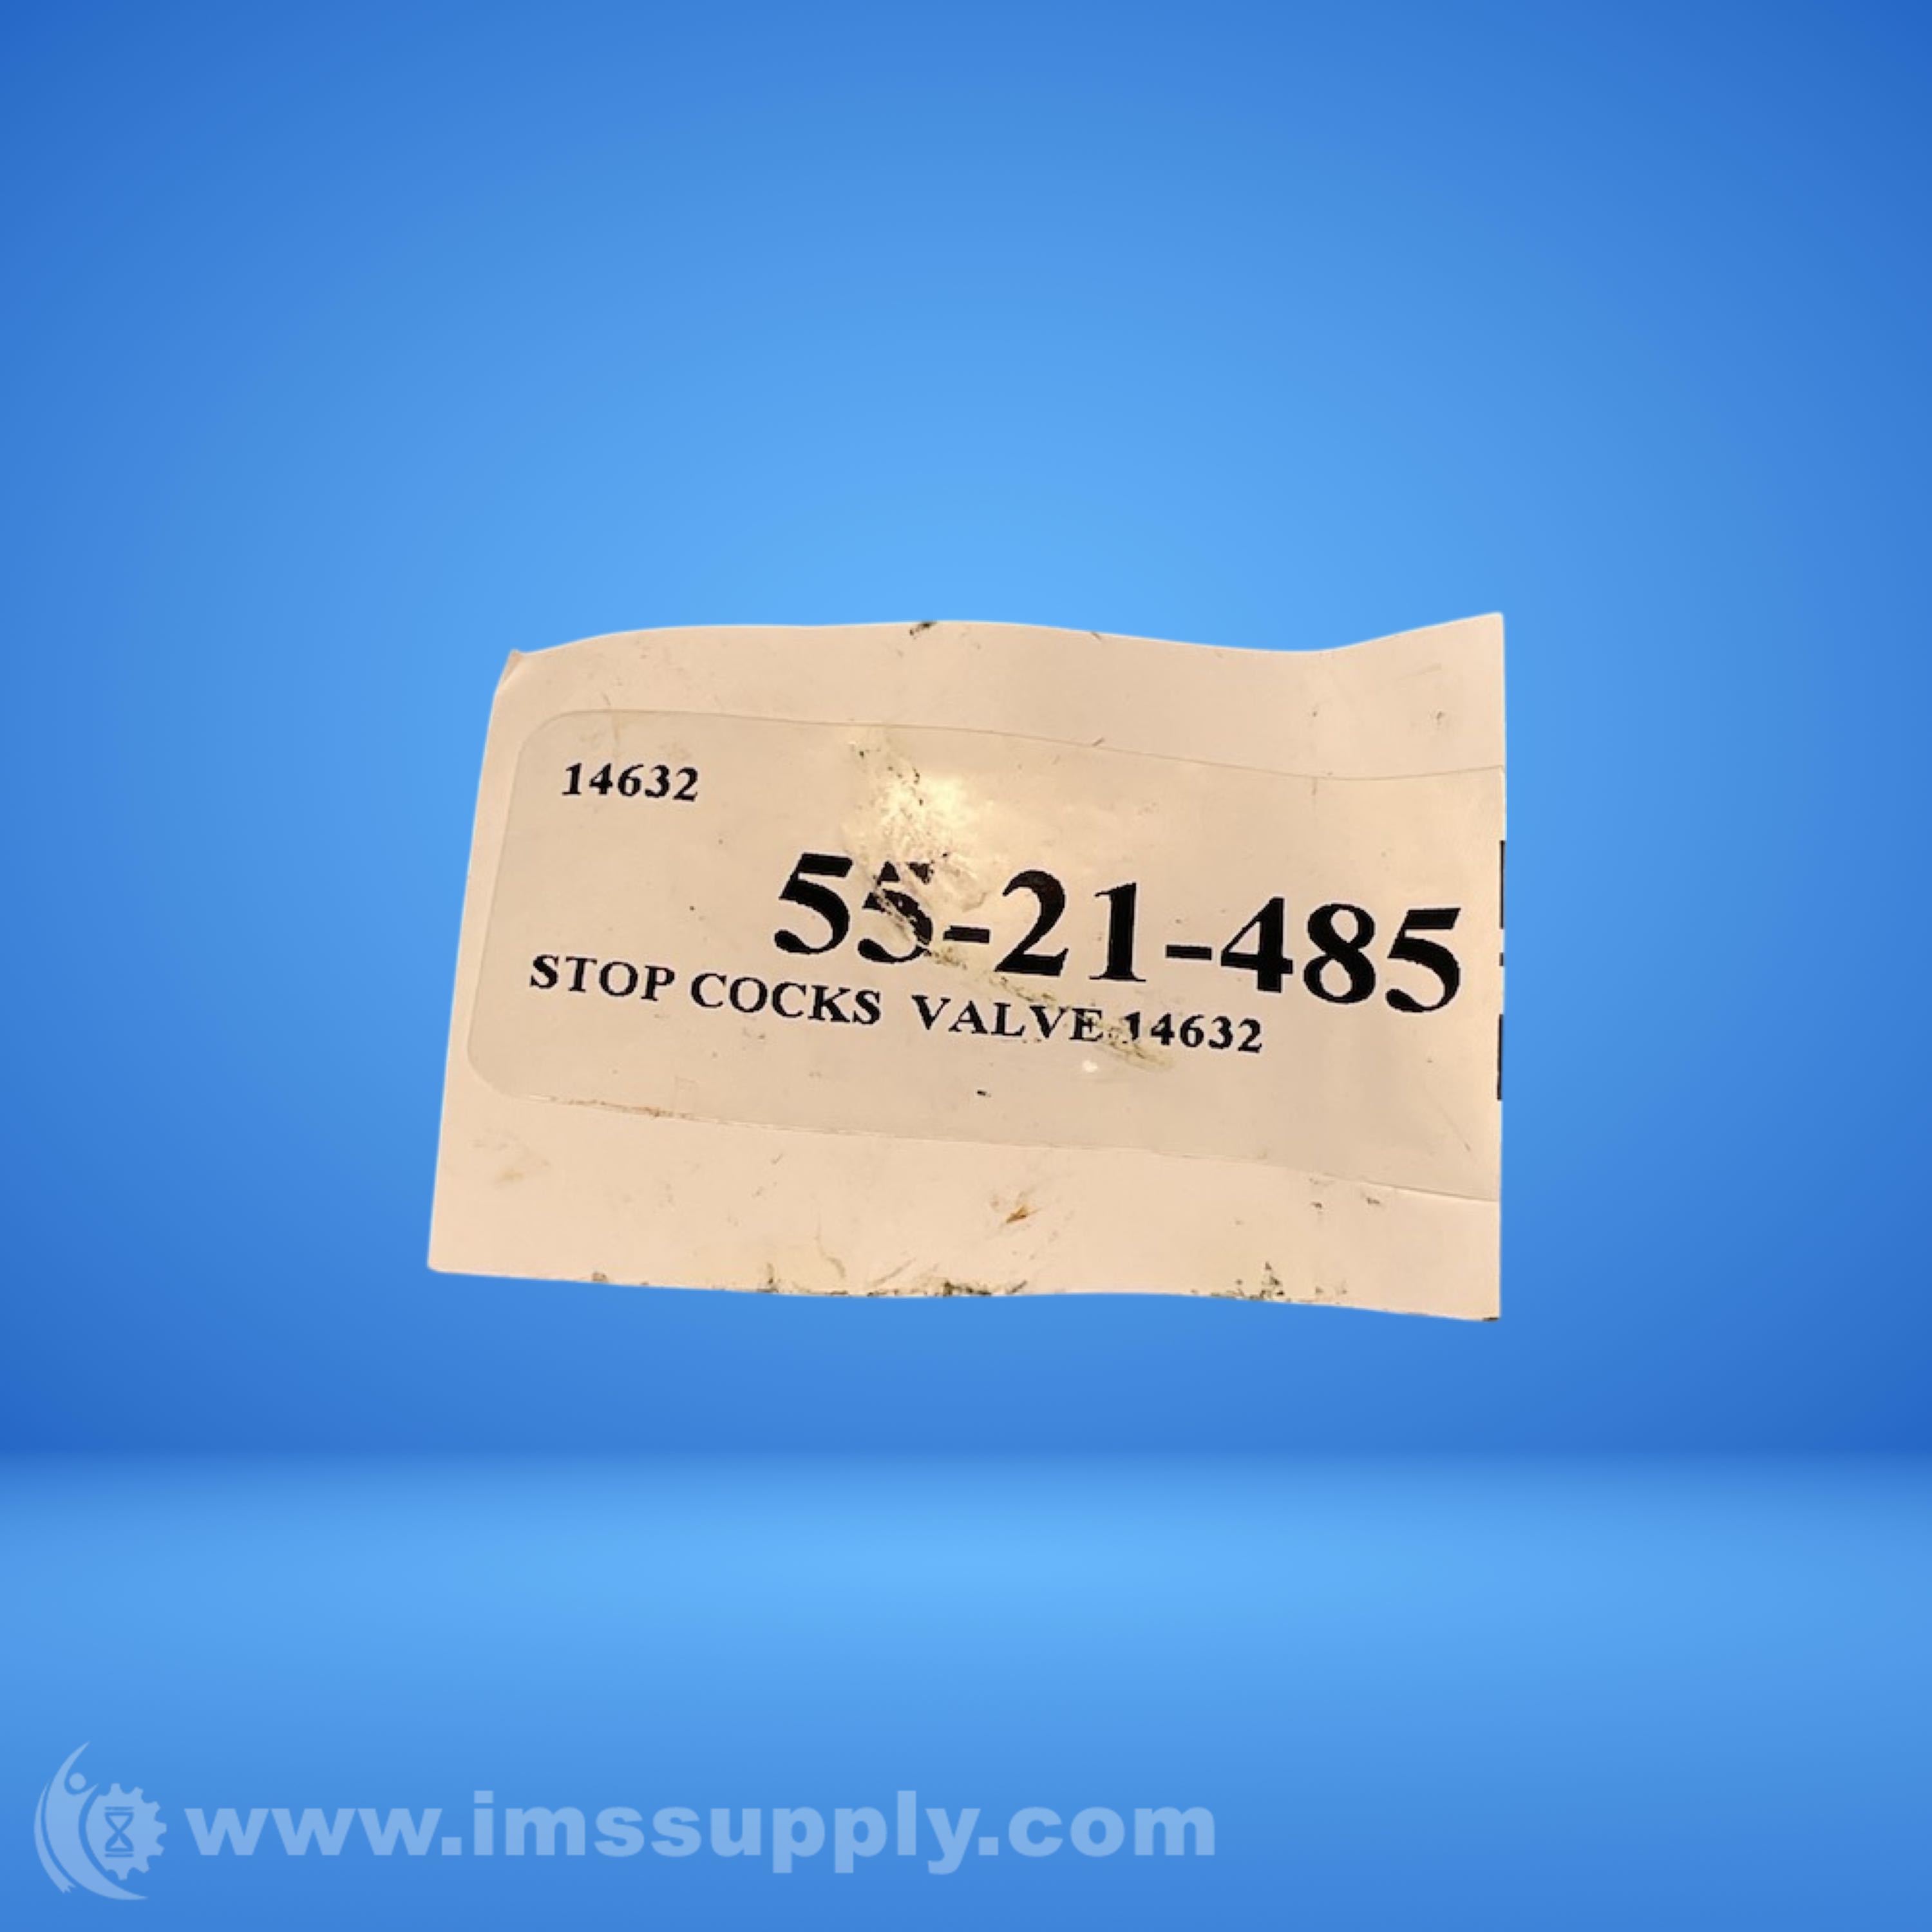 14632
55-21-485
STOP COCKS VALVE 14632
www.imssupply.com